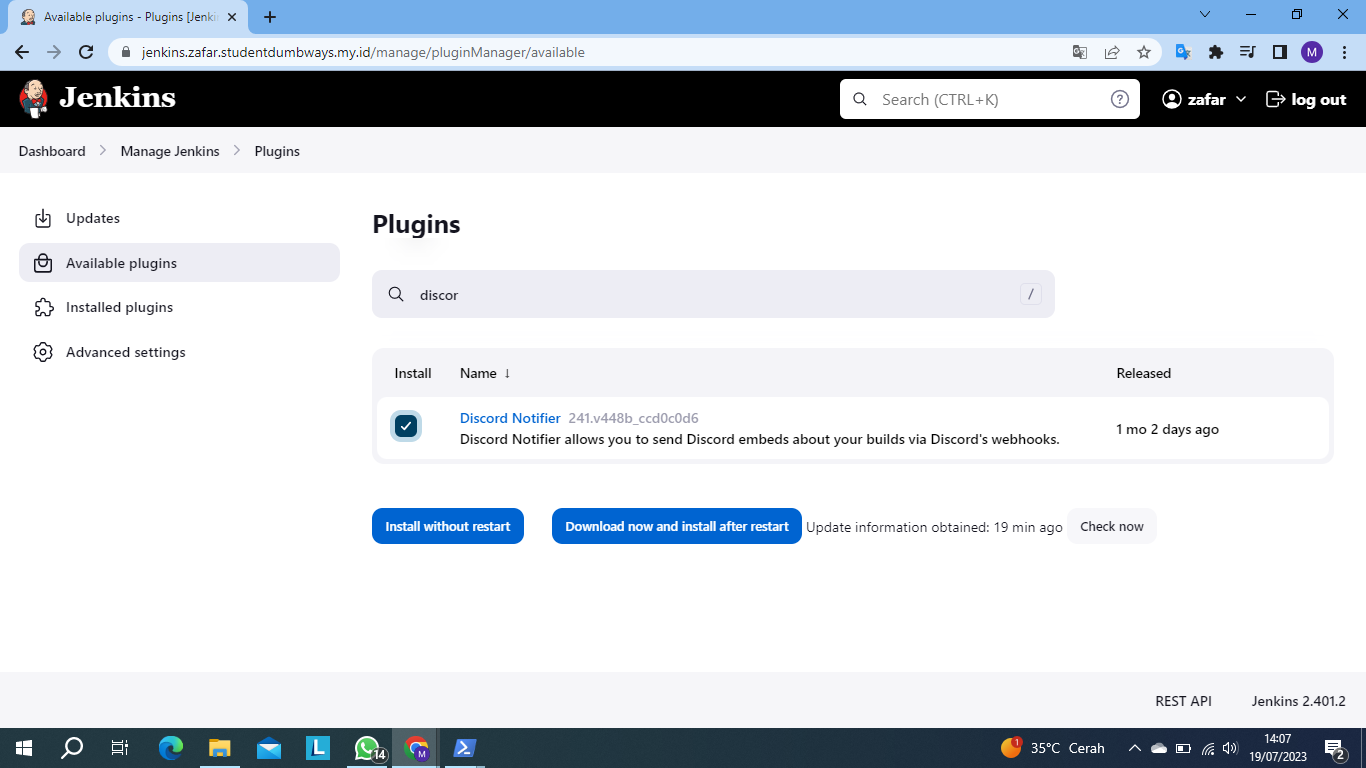 Available plugins - Plugins [Jenki
jenkins.zafar.studentdumbways.my.id/manage/pluginManager/available
M
Jenkins
Search (CTRL+K)
?
zafar
log out
Dashboard
Manage Jenkins
Plugins
Updates
Available plugins
Installed plugins
Advanced settings
Plugins
discor
/
Install
Name ↓
Released
Discord Notifier 241.v448b_ccd0c0d6
Discord Notifier allows you to send Discord embeds about your builds via Discord's webhooks.
1 mo 2 days ago
Install without restart
Download now and install after restart
Update information obtained: 19 min ago
Check now
REST API
Jenkins 2.401.2
L
14
M
1
35°C Cerah
14:07
19/07/2023
2